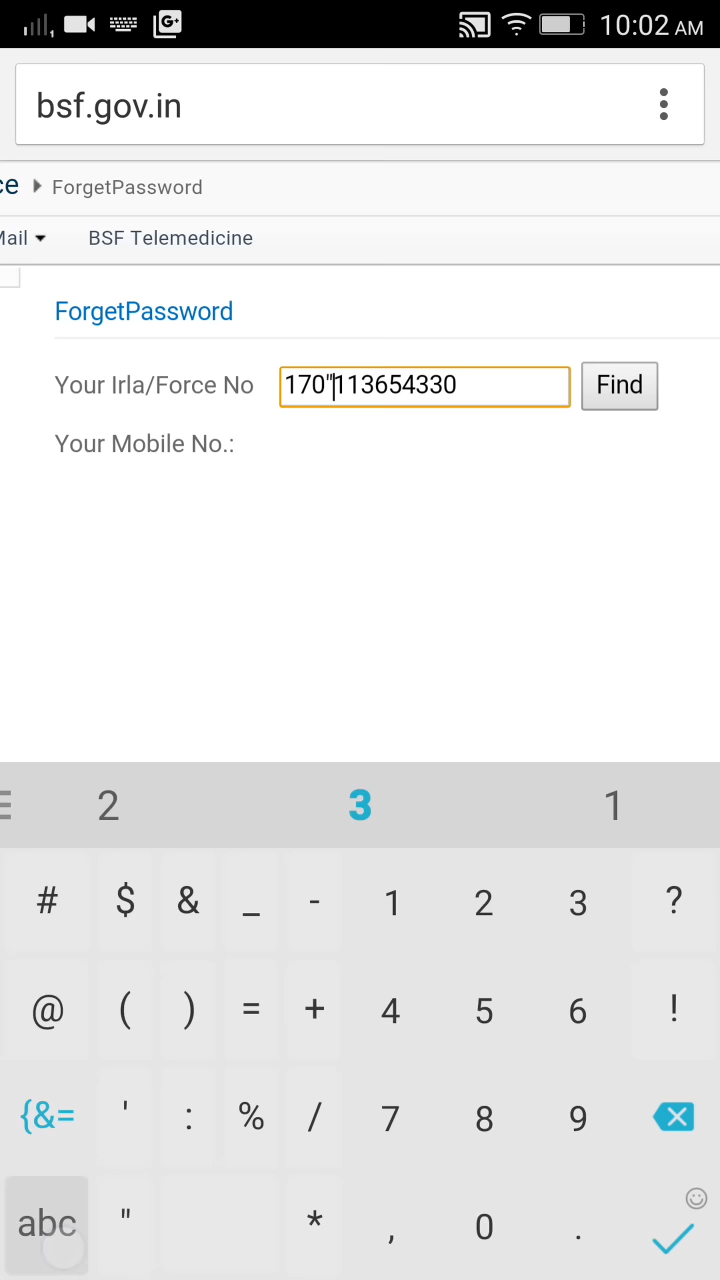 G+ 10:02 AM
bsf.gov.in
ce ForgetPassword
Mail BSF Telemedicine
ForgetPassword
Your Irla/Force No 170"113654330 Find
Your Mobile No.:
2 3 1
# $ & _ - 1 2 3 ?
@ ( ) = + 4 5 6 !
{&= ' : % / 7 8 9
abc " * , 0 .